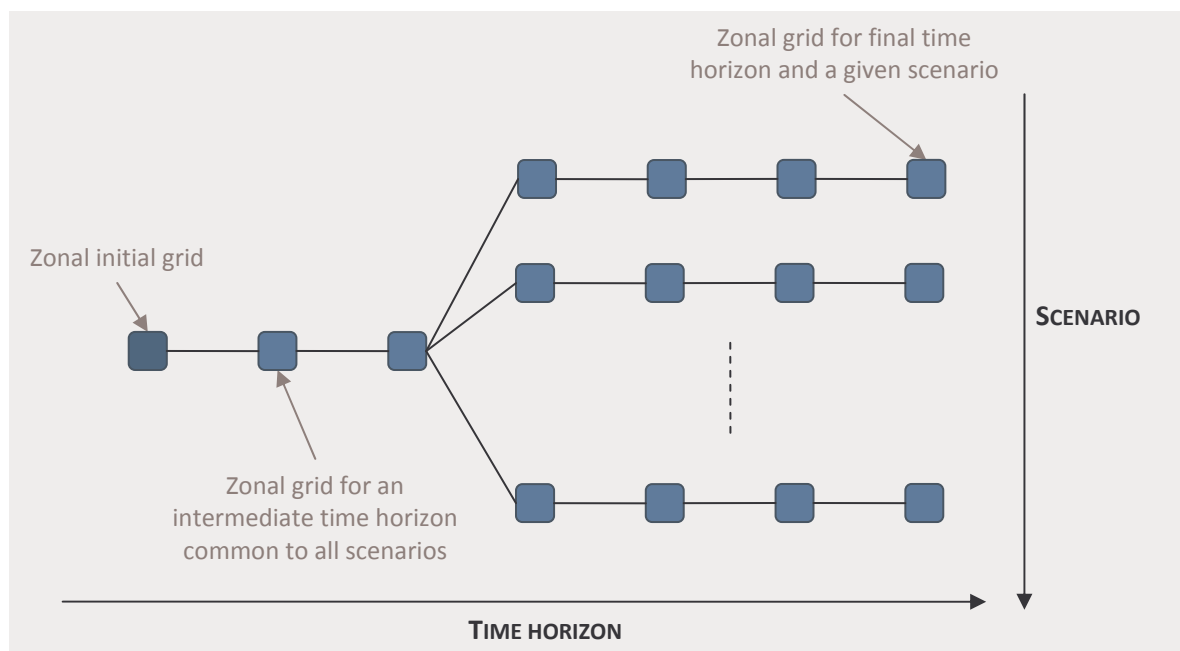 Zonal grid for final time
horizon and a given scenario
Zonal initial grid
SCENARIO
Zonal grid for an
intermediate time horizon
common to all scenarios
TIME HORIZON